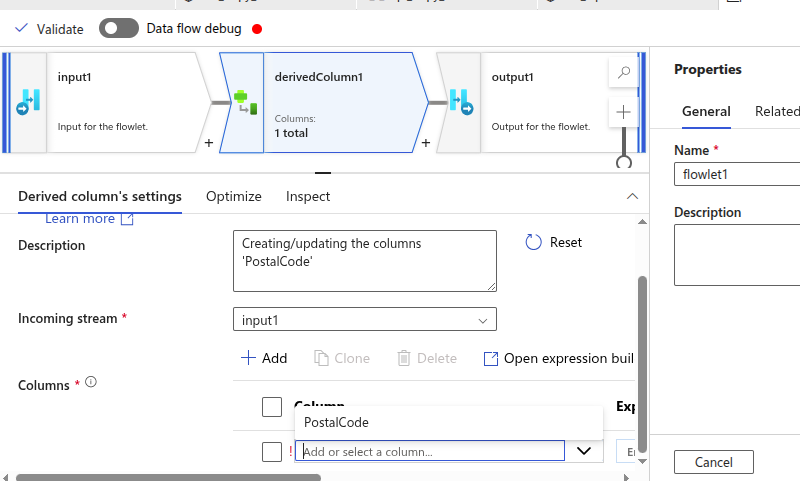 Validate
Data flow debug
input1
Input for the flowlet.
derivedColumn1
Columns:
1 total
output1
Output for the flowlet.
Properties
General
Related
Name *
flowlet1
Description
Cancel
Derived column's settings
Optimize
Inspect
Learn more
Description
Creating/updating the columns
'PostalCode'
Reset
Incoming stream *
input1
Add
Clone
Delete
Open expression buil
Columns *
Column
Exp
PostalCode
! Add or select a column...